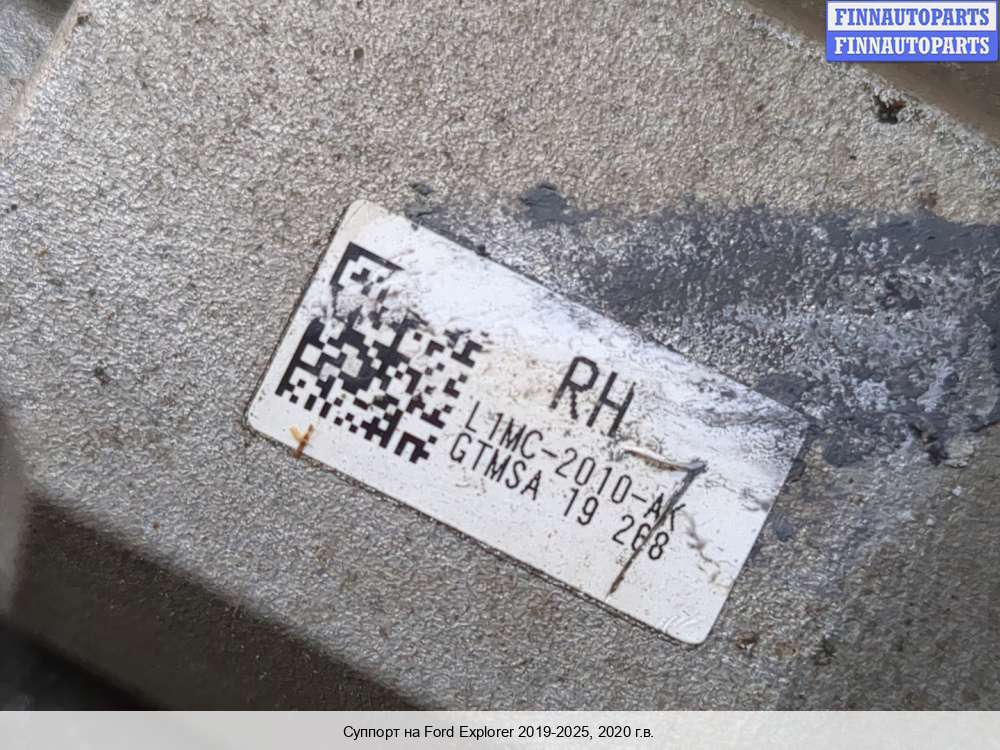 FINNAUTOPARTS
FINNAUTOPARTS
RH
L1MC-2010-AK
GTMSA 19 268
Суппорт на Ford Explorer 2019-2025, 2020 г.в.